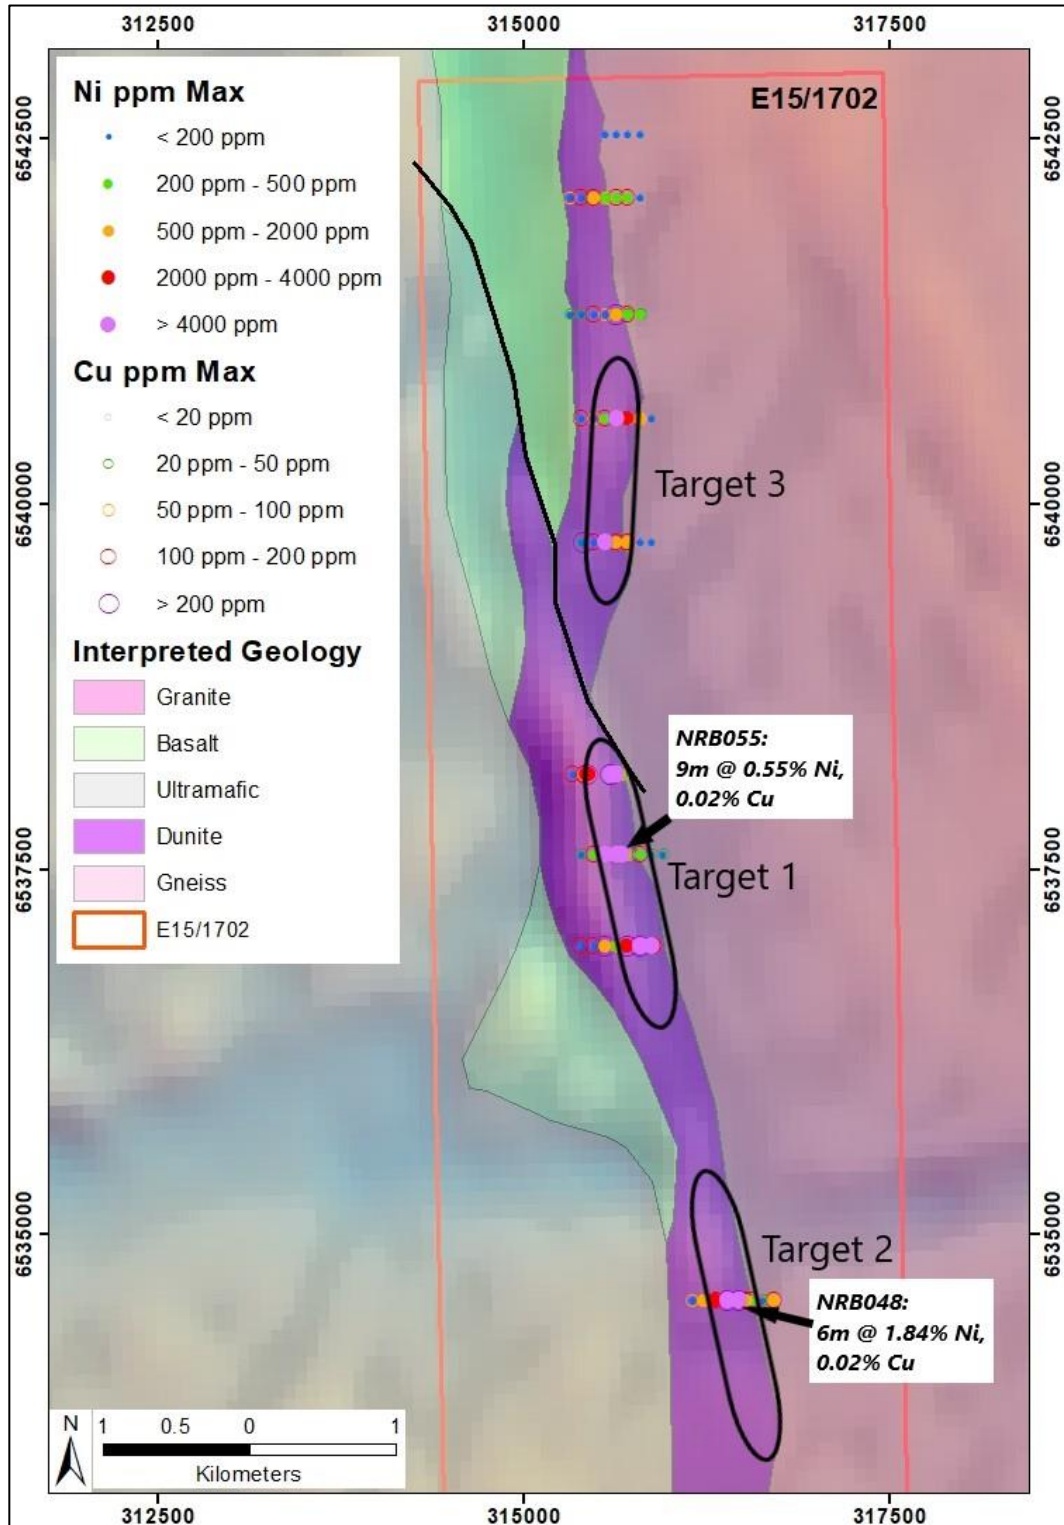 312500 315000 317500
Ni ppm Max
< 200 ppm
200 ppm - 500 ppm
500 ppm - 2000 ppm
2000 ppm - 4000 ppm
> 4000 ppm
Cu ppm Max
< 20 ppm
20 ppm - 50 ppm
50 ppm - 100 ppm
100 ppm - 200 ppm
> 200 ppm
Interpreted Geology
Granite
Basalt
Ultramafic
Dunite
Gneiss
E15/1702
E15/1702
6542500
6542500
Target 3
6540000
6540000
NRB055:
9m @ 0.55% Ni,
0.02% Cu
Target 1
6537500
6537500
Target 2
6535000
6535000
NRB048:
6m @ 1.84% Ni,
0.02% Cu
N
1 0.5 0 1
Kilometers
312500 315000 317500